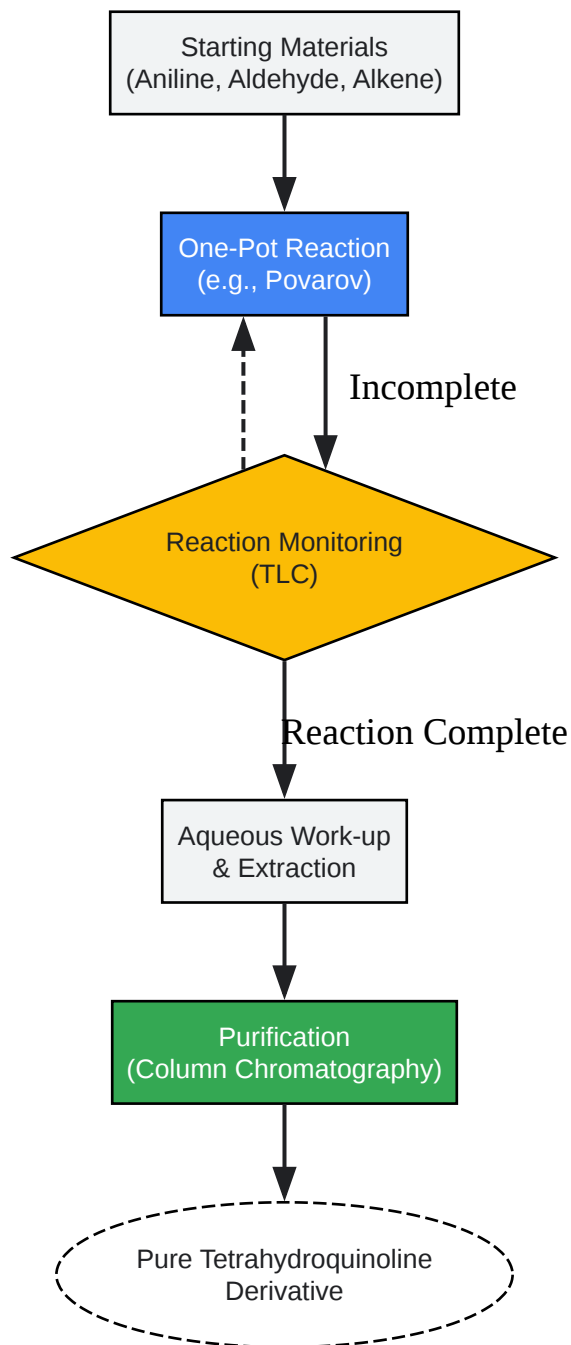 Starting Materials
(Aniline, Aldehyde, Alkene)
One-Pot Reaction
(e.g., Povarov)
Incomplete
Reaction Monitoring
(TLC)
Reaction Complete
Aqueous Work-up
& Extraction
Purification
(Column Chromatography)
Pure Tetrahydroquinoline
Derivative